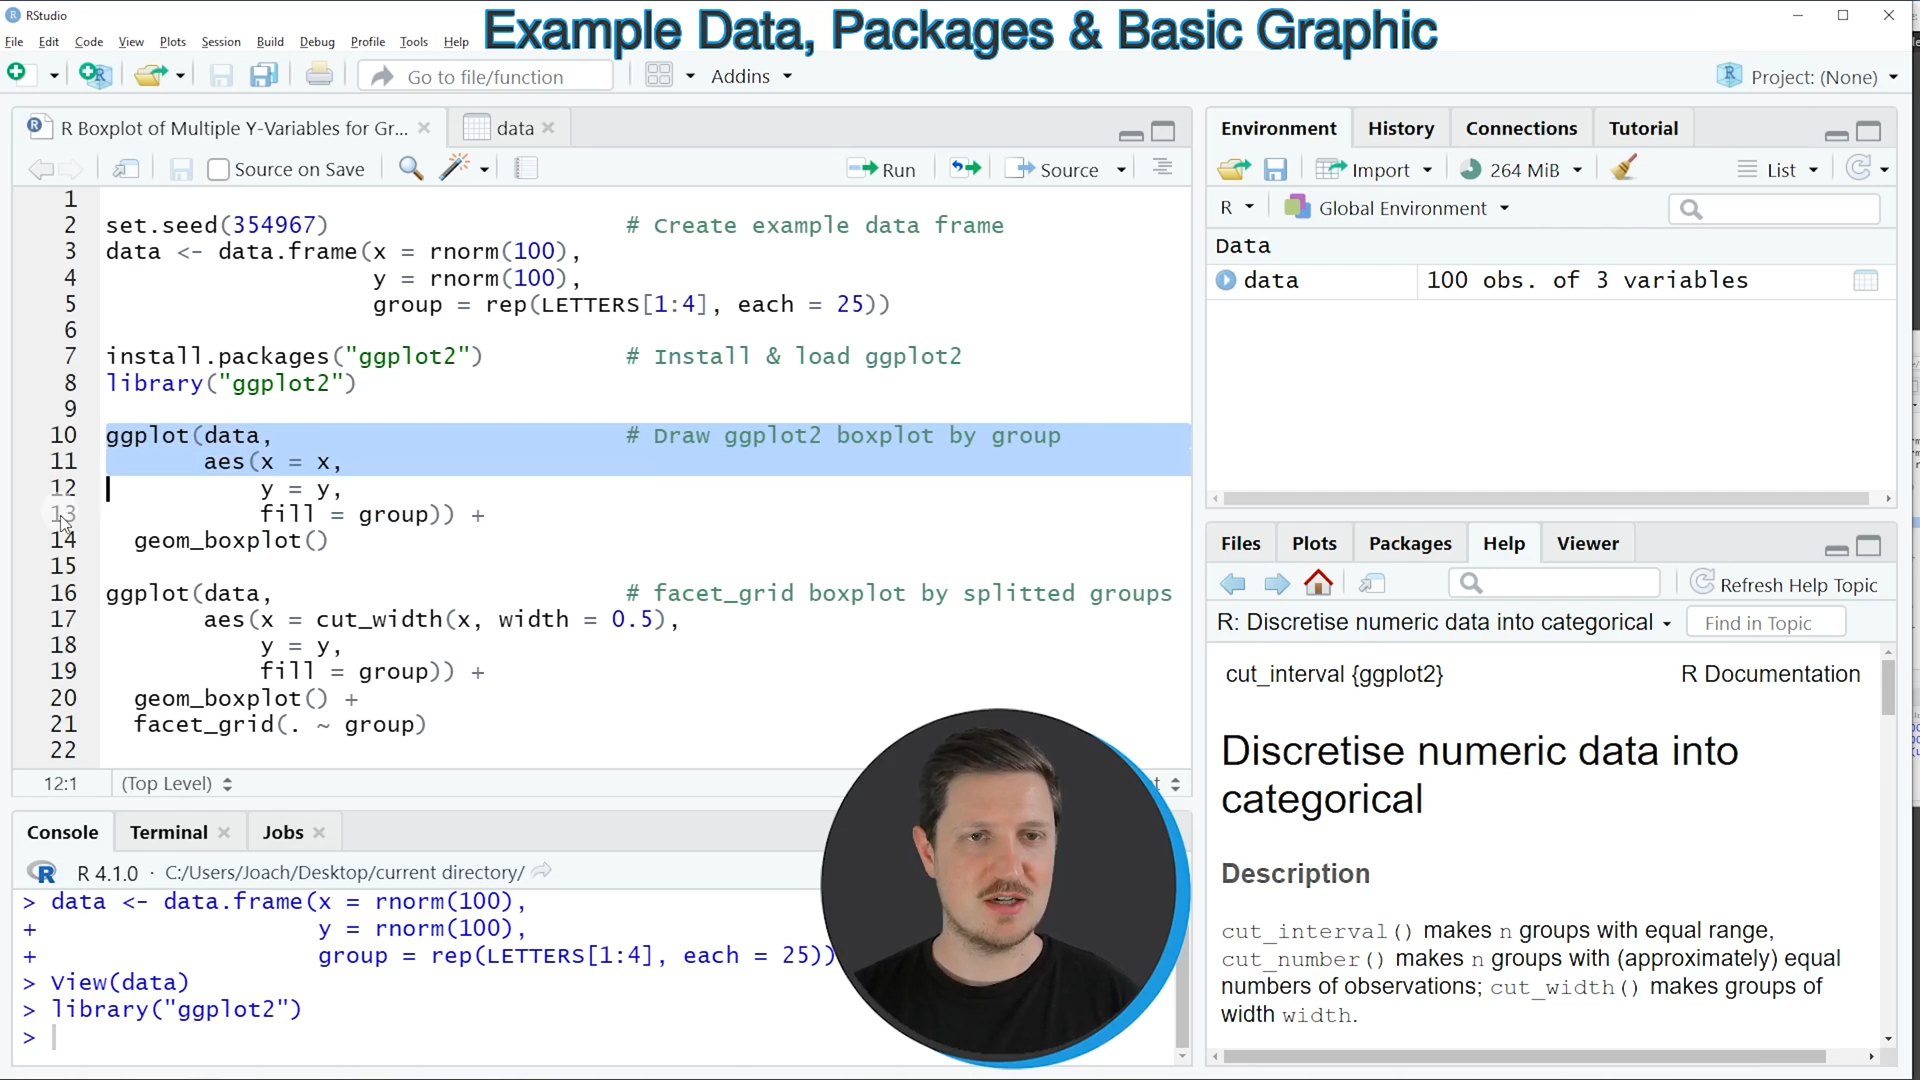 RStudio
Example Data, Packages & Basic Graphic
File Edit Code View Plots Session Build Debug Profile Tools Help
Go to file/function
Addins
Project: (None)
R Boxplot of Multiple Y-Variables for Gr...
data
Source on Save
Run
Source
1
2 set.seed(354967) # Create example data frame
3 data <- data.frame(x = rnorm(100),
4 y = rnorm(100),
5 group = rep(LETTERS[1:4], each = 25))
6
7 install.packages("ggplot2") # Install & load ggplot2
8 library("ggplot2")
9
10 ggplot(data, # Draw ggplot2 boxplot by group
11 aes(x = x,
12 y = y,
13 fill = group)) +
14 geom_boxplot()
15
16 ggplot(data, # facet_grid boxplot by splitted groups
17 aes(x = cut_width(x, width = 0.5),
18 y = y,
19 fill = group)) +
20 geom_boxplot() +
21 facet_grid(. ~ group)
22
12:1 (Top Level)
Console Terminal Jobs
R 4.1.0 · C:/Users/Joach/Desktop/current directory/
> data <- data.frame(x = rnorm(100),
+ y = rnorm(100),
+ group = rep(LETTERS[1:4], each = 25))
> View(data)
> library("ggplot2")
>
Environment History Connections Tutorial
Import 264 MiB List
R Global Environment
Data
data 100 obs. of 3 variables
Files Plots Packages Help Viewer
Refresh Help Topic
R: Discretise numeric data into categorical Find in Topic
cut_interval {ggplot2} R Documentation
Discretise numeric data into
categorical
Description
cut_interval() makes n groups with equal range,
cut_number() makes n groups with (approximately) equal
numbers of observations; cut_width() makes groups of
width width.